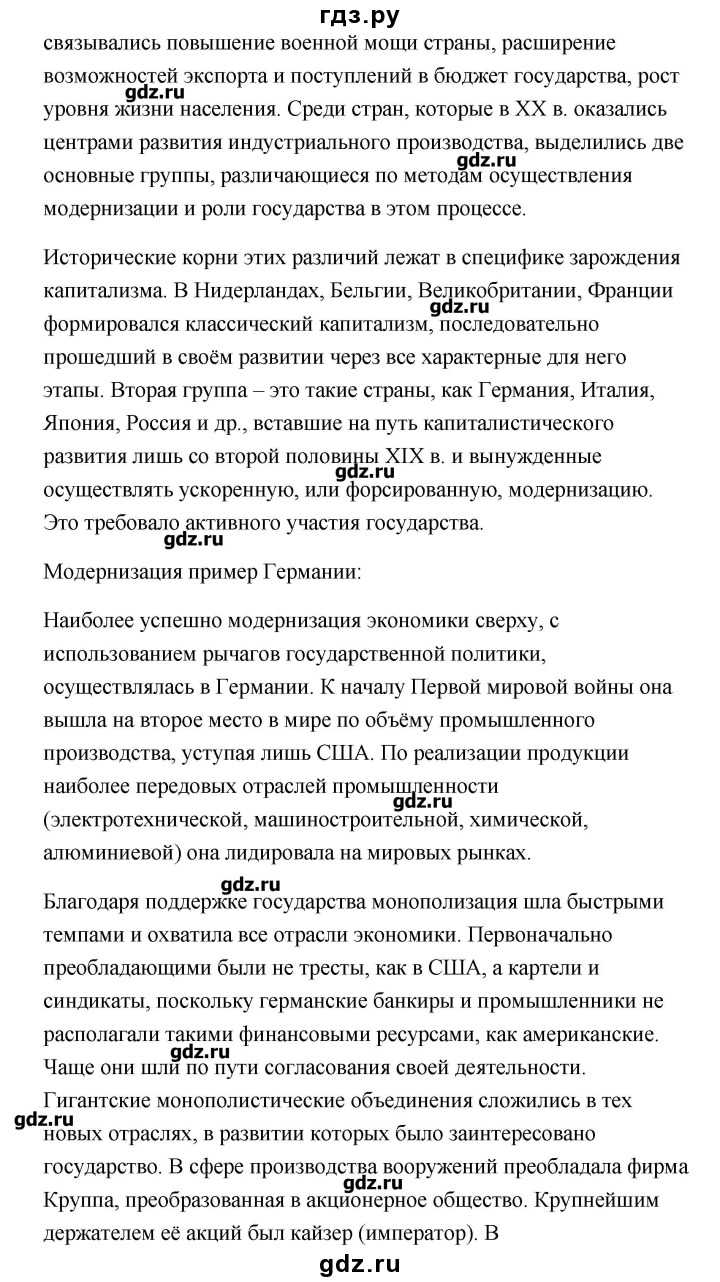 гдз.ру
связывались повышение военной мощи страны, расширение
возможностей экспорта и поступлений в бюджет государства, рост
gdz.ru
уровня жизни населения. Среди стран, которые в XX в. оказались
центрами развития индустриального производства, выделились две
gdz.ru
основные группы, различающиеся по методам осуществления
модернизации и роли государства в этом процессе.
Исторические корни этих различий лежат в специфике зарождения
капитализма. В Нидерландах, Бельгии, Великобритании, Франции
gdz.ru
формировался классический капитализм, последовательно
прошедший в своём развитии через все характерные для него
этапы. Вторая группа – это такие страны, как Германия, Италия,
Япония, Россия и др., вставшие на путь капиталистического
развития лишь со второй половины XIX в. и вынужденные
gdz.ru
осуществлять ускоренную, или форсированную, модернизацию.
Это требовало активного участия государства.
gdz.ru
Модернизация пример Германии:
Наиболее успешно модернизация экономики сверху, с
использованием рычагов государственной политики,
осуществлялась в Германии. К началу Первой мировой войны она
вышла на второе место в мире по объёму промышленного
производства, уступая лишь США. По реализации продукции
наиболее передовых отраслей промышленности
gdz.ru
(электротехнической, машиностроительной, химической,
алюминиевой) она лидировала на мировых рынках.
gdz.ru
Благодаря поддержке государства монополизация шла быстрыми
темпами и охватила все отрасли экономики. Первоначально
преобладающими были не тресты, как в США, а картели и
синдикаты, поскольку германские банкиры и промышленники не
располагали такими финансовыми ресурсами, как американские.
gdz.ru
Чаще они шли по пути согласования своей деятельности.
Гигантские монополистические объединения сложились в тех
gdz.ru
новых отраслях, в развитии которых было заинтересовано
государство. В сфере производства вооружений преобладала фирма
gdz.ru
Круппа, преобразованная в акционерное общество. Крупнейшим
держателем её акций был кайзер (император). В
gdz.ru